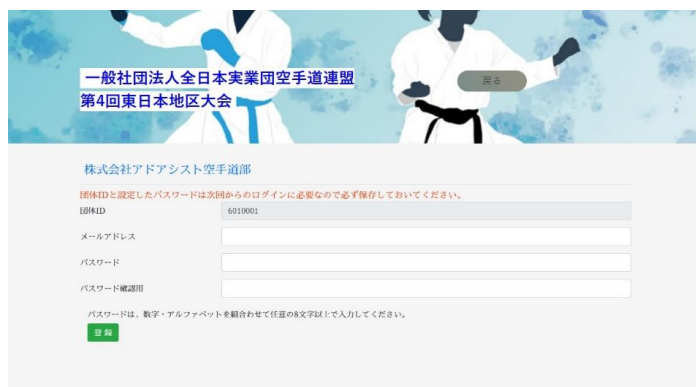 一般社団法人全日本実業団空手道連盟
第4回東日本地区大会
戻る
株式会社アドアシスト空手道部
団体IDと設定したパスワードは次回からのログインに必要なので必ず保存しておいてください。
団体ID 6010001
メールアドレス
パスワード
パスワード確認用
パスワードは、数字・アルファベットを組合わせて任意の8文字以上で入力してください。
登録